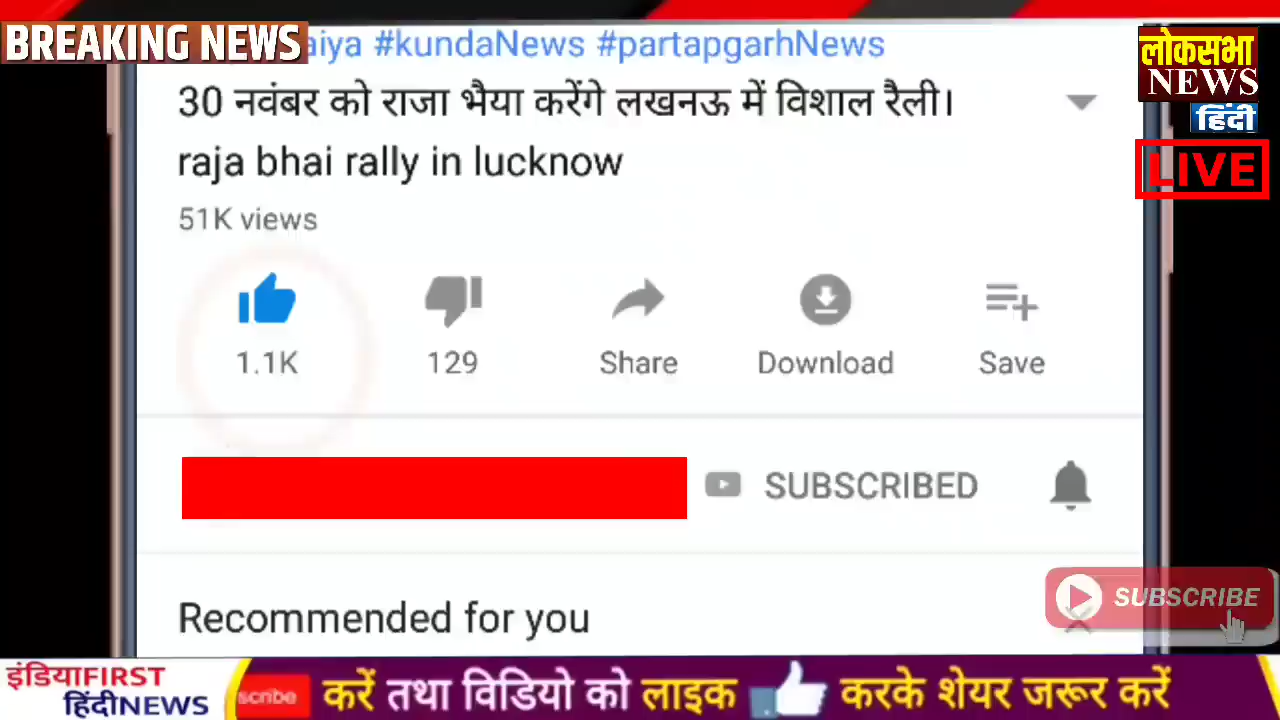 BREAKING NEWS
#kundaNews #partapgarhNews
लोकसभा
NEWS
हिंदी
LIVE
30 नवंबर को राजा भैया करेंगे लखनऊ में विशाल रैली।
raja bhai rally in lucknow
51K views
1.1K
129
Share
Download
Save
SUBSCRIBED
Recommended for you
SUBSCRIBE
इंडियाFIRST
हिंदीNEWS
scribe करें तथा विडियो को लाइक करके शेयर जरूर करें